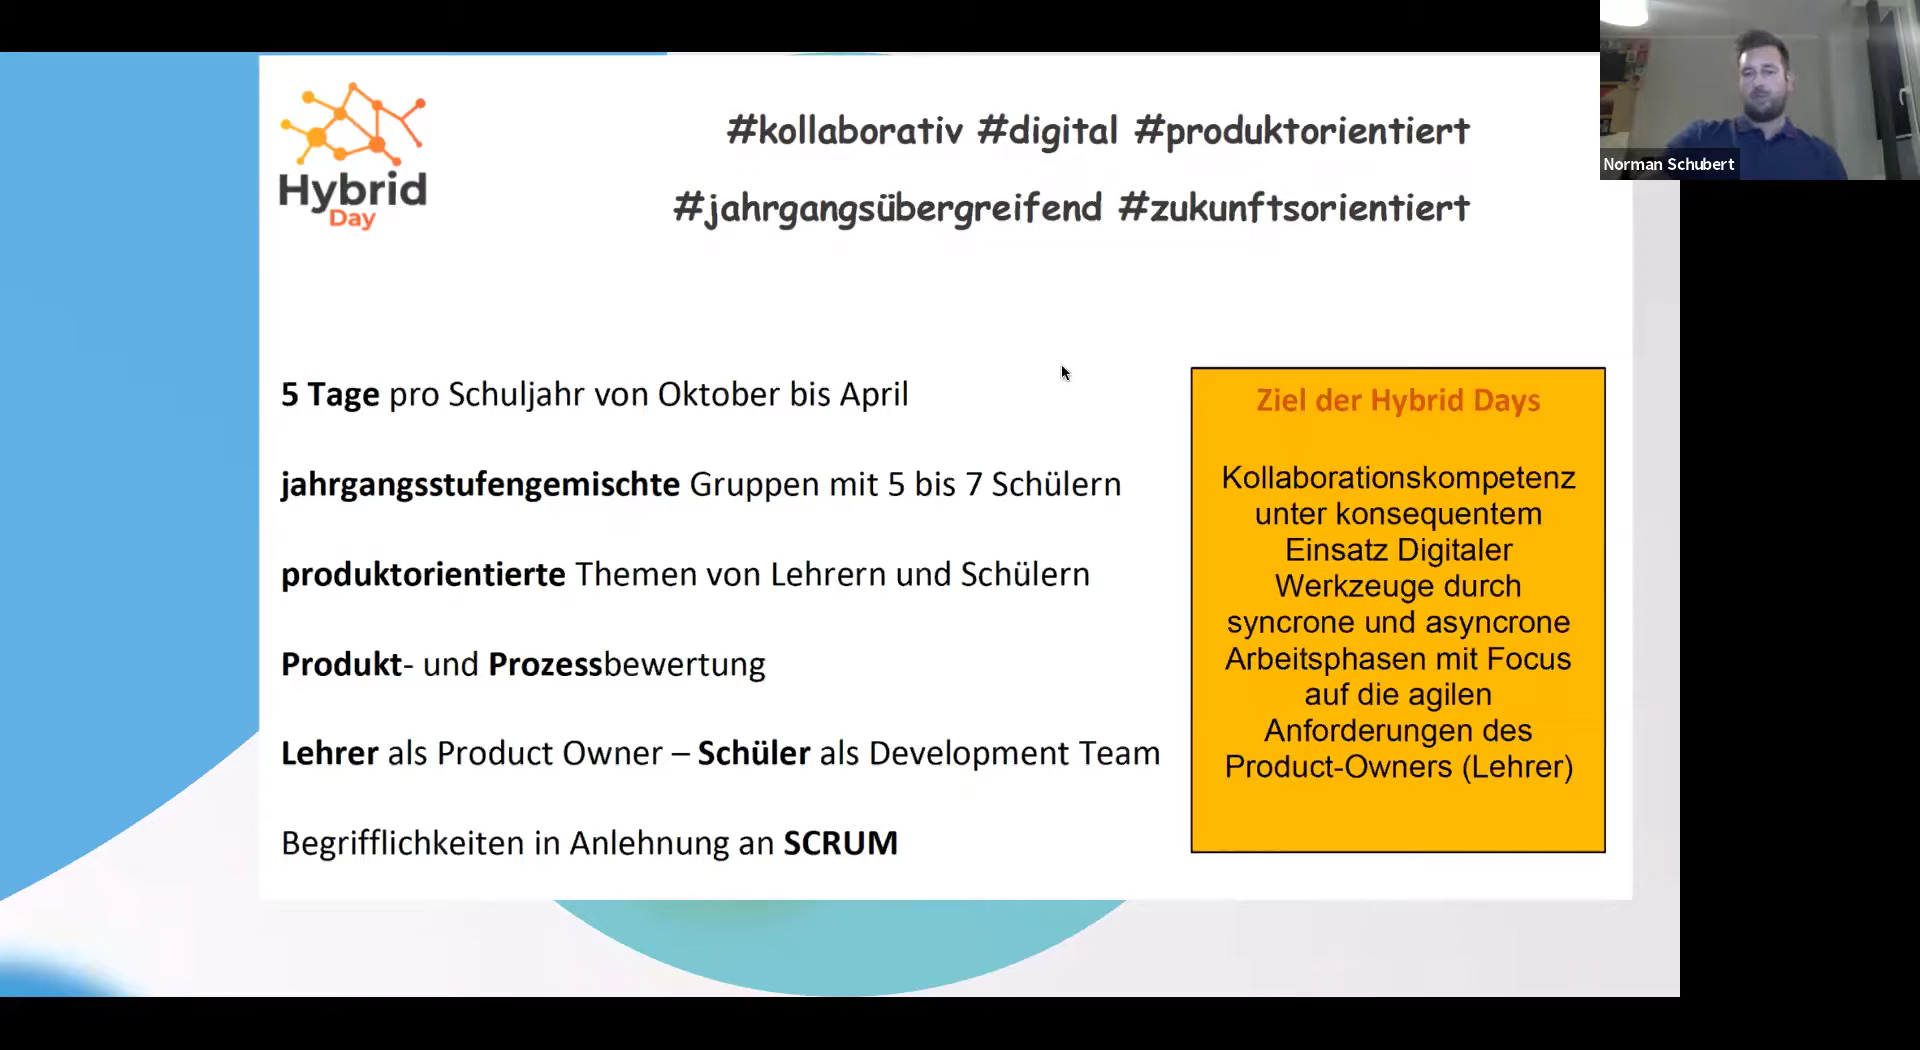 Hybrid
Day
#kollaborativ #digital #produktorientiert
#jahrgangsübergreifend #zukunftsorientiert
Norman Schubert
5 Tage pro Schuljahr von Oktober bis April
jahrgangsstufengemischte Gruppen mit 5 bis 7 Schülern
produktorientierte Themen von Lehrern und Schülern
Produkt- und Prozessbewertung
Lehrer als Product Owner – Schüler als Development Team
Begrifflichkeiten in Anlehnung an SCRUM
Ziel der Hybrid Days
Kollaborationskompetenz
unter konsequentem
Einsatz Digitaler
Werkzeuge durch
syncrone und asyncrone
Arbeitsphasen mit Focus
auf die agilen
Anforderungen des
Product-Owners (Lehrer)